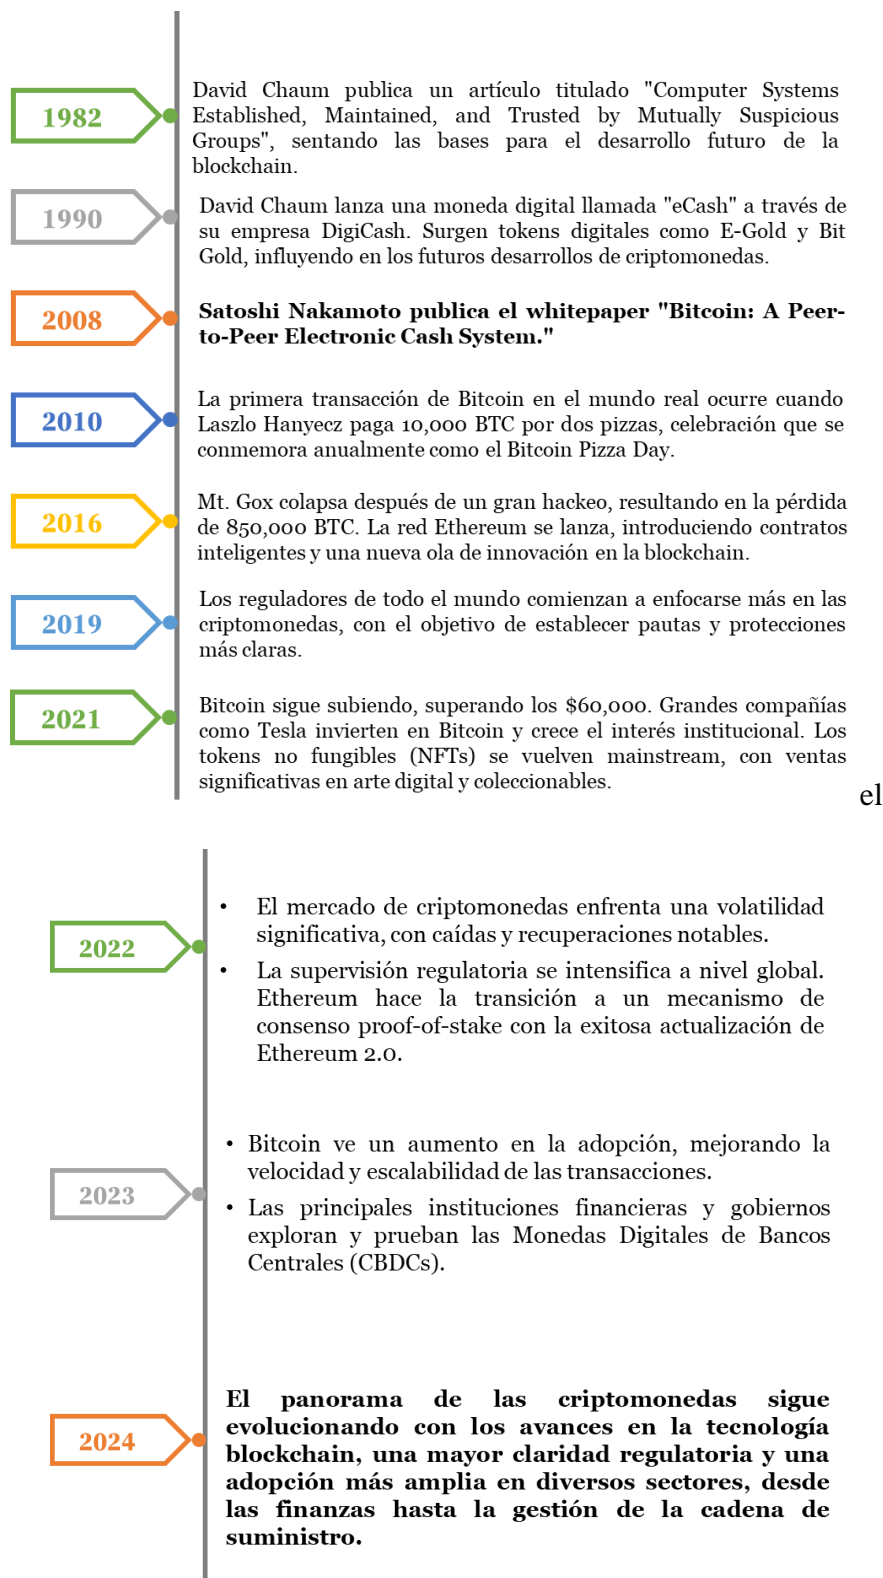 1982
David Chaum publica un artículo titulado "Computer Systems
Established, Maintained, and Trusted by Mutually Suspicious
Groups", sentando las bases para el desarrollo futuro de la
blockchain.
1990
David Chaum lanza una moneda digital llamada "eCash" a través de
su empresa DigiCash. Surgen tokens digitales como E-Gold y Bit
Gold, influyendo en los futuros desarrollos de criptomonedas.
2008
Satoshi Nakamoto publica el whitepaper "Bitcoin: A Peer-
to-Peer Electronic Cash System."
2010
La primera transacción de Bitcoin en el mundo real ocurre cuando
Laszlo Hanyecz paga 10,000 BTC por dos pizzas, celebración que se
conmemora anualmente como el Bitcoin Pizza Day.
2016
Mt. Gox colapsa después de un gran hackeo, resultando en la pérdida
de 850,000 BTC. La red Ethereum se lanza, introduciendo contratos
inteligentes y una nueva ola de innovación en la blockchain.
2019
Los reguladores de todo el mundo comienzan a enfocarse más en las
criptomonedas, con el objetivo de establecer pautas y protecciones
más claras.
2021
Bitcoin sigue subiendo, superando los $60,000. Grandes compañías
como Tesla invierten en Bitcoin y crece el interés institucional. Los
tokens no fungibles (NFTs) se vuelven mainstream, con ventas
significativas en arte digital y coleccionables.
el
2022
• El mercado de criptomonedas enfrenta una volatilidad
significativa, con caídas y recuperaciones notables.
• La supervisión regulatoria se intensifica a nivel global.
Ethereum hace la transición a un mecanismo de
consenso proof-of-stake con la exitosa actualización de
Ethereum 2.0.
2023
• Bitcoin ve un aumento en la adopción, mejorando la
velocidad y escalabilidad de las transacciones.
• Las principales instituciones financieras y gobiernos
exploran y prueban las Monedas Digitales de Bancos
Centrales (CBDCs).
2024
El panorama de las criptomonedas sigue
evolucionando con los avances en la tecnología
blockchain, una mayor claridad regulatoria y una
adopción más amplia en diversos sectores, desde
las finanzas hasta la gestión de la cadena de
suministro.